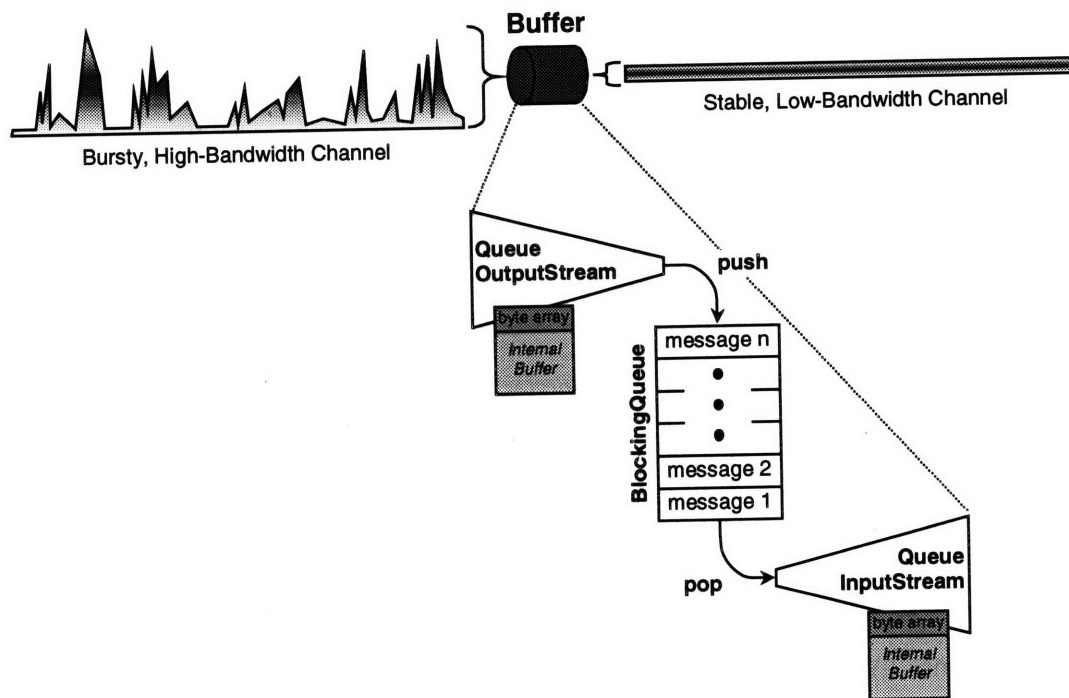 Buffer
Stable, Low-Bandwidth Channel
Bursty, High-Bandwidth Channel
Queue
OutputStream
push
byte array
Internal
Buffer
BlockingQueue
message n
message 2
message 1
pop
Queue
InputStream
byte array
Internal
Buffer